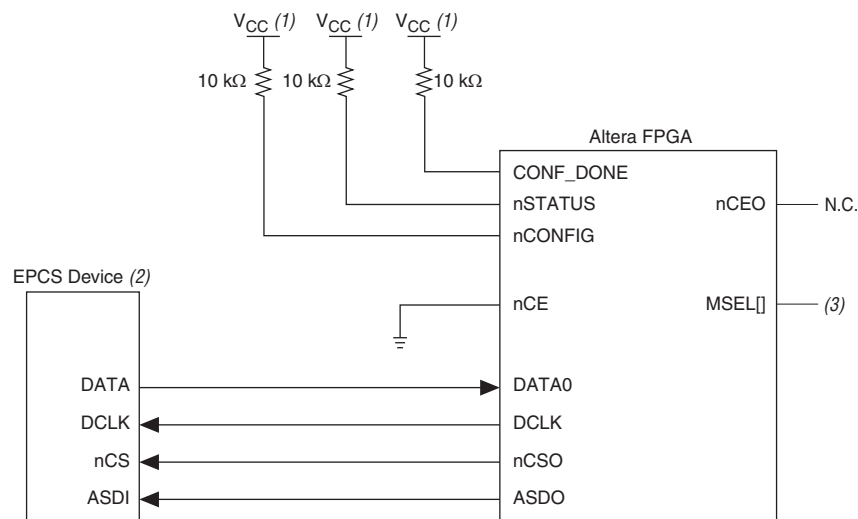 VCC (1) VCC (1) VCC (1)
10 kΩ 10 kΩ 10 kΩ
Altera FPGA
CONF_DONE
nSTATUS nCEO N.C.
nCONFIG
EPCS Device (2)
nCE MSEL[] (3)
DATA DATA0
DCLK DCLK
nCS nCSO
ASDI ASDO